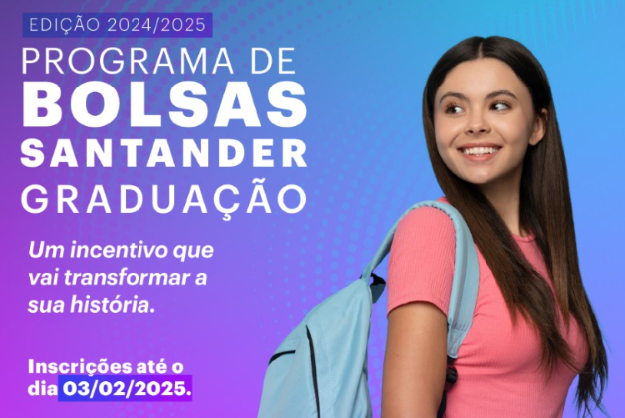 EDIÇÃO 2024/2025
PROGRAMA DE
BOLSAS
SANTANDER
GRADUAÇÃO
Um incentivo que
vai transformar a
sua história.
Inscrições até o
dia 03/02/2025.